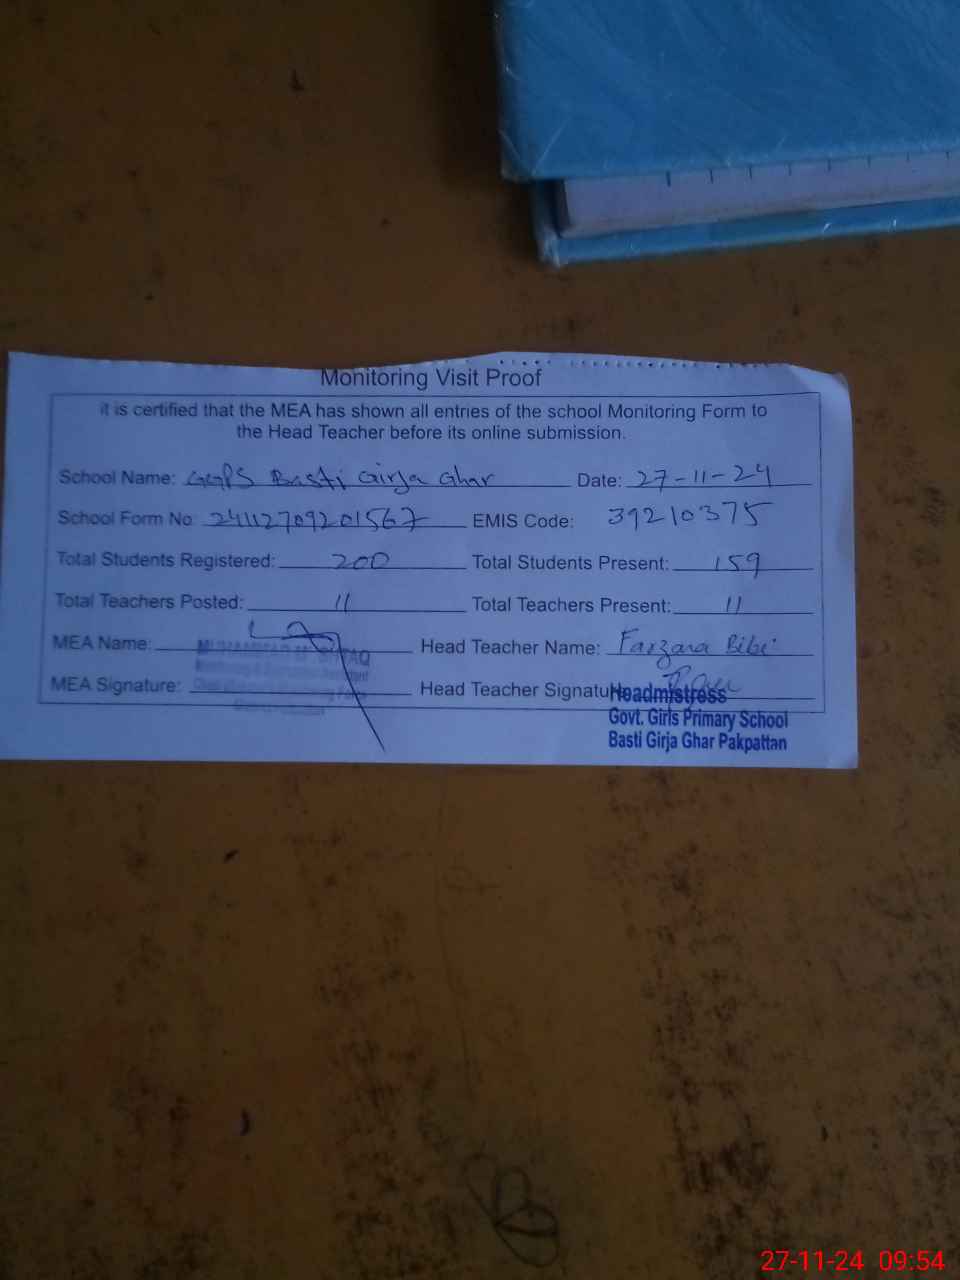 Monitoring Visit Proof
it is certified that the MEA has shown all entries of the school Monitoring Form to
the Head Teacher before its online submission.
School Name: GGPS Basti Girja Ghar Date: 27-11-24
School Form No: 24112709201567 EMIS Code: 39210375
Total Students Registered: 200 Total Students Present: 159
Total Teachers Posted: 11 Total Teachers Present: 11
MEA Name: Head Teacher Name: Farzana Bibi
MEA Signature: Head Teacher Signatu
Headmistress
Govt. Girls Primary School
Basti Girja Ghar Pakpattan
27-11-24 09:54